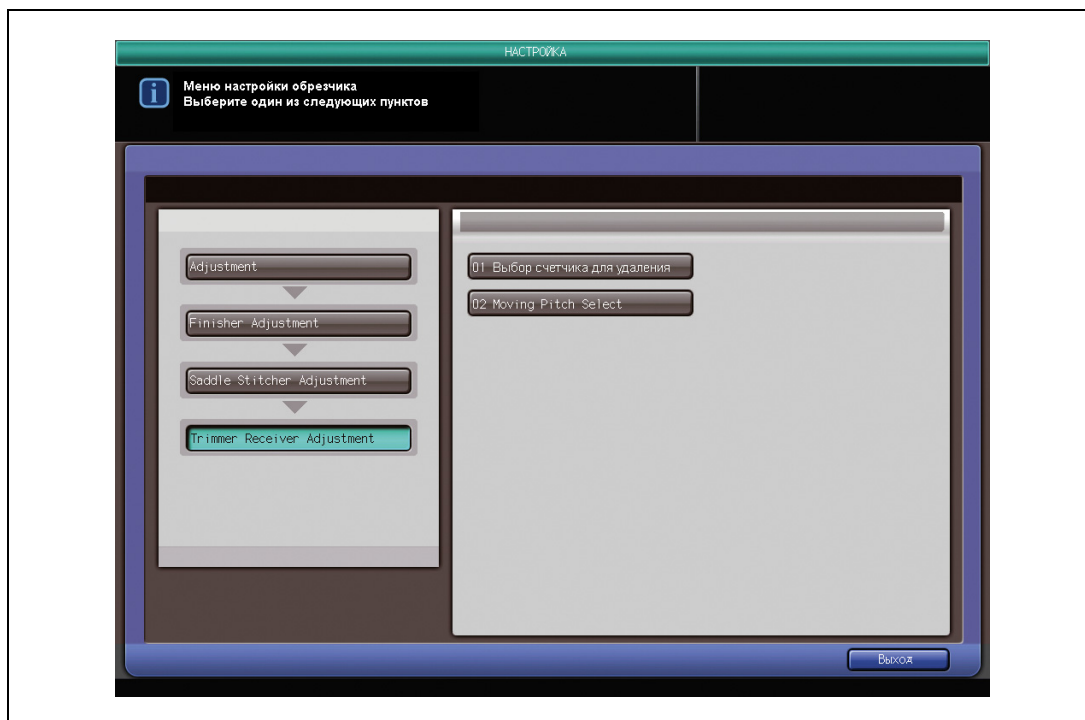 НАСТРОЙКА
Меню настройки обрезчика
Выберите один из следующих пунктов
Adjustment
Finisher Adjustment
Saddle Stitcher Adjustment
Trimmer Receiver Adjustment
01 Выбор счетчика для удаления
02 Moving Pitch Select
Выход